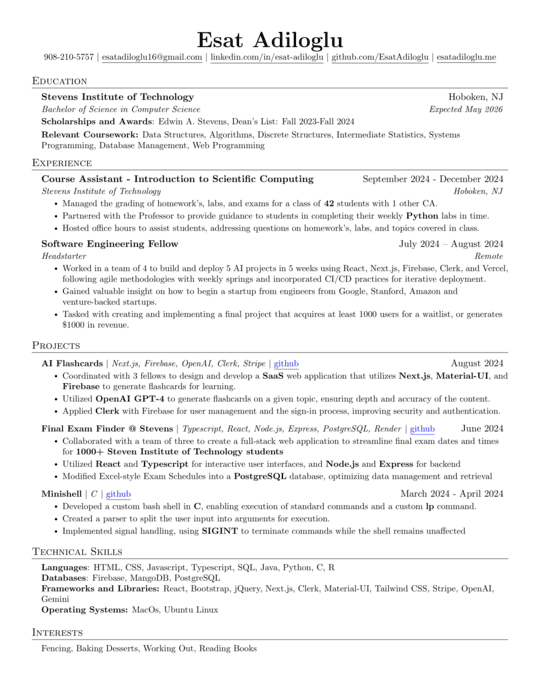 Esat Adiloglu
908-210-5757 | esatadiloglu16@gmail.com | linkedin.com/in/esat-adiloglu | github.com/EsatAdiloglu | esatadiloglu.me
Education
Stevens Institute of Technology Hoboken, NJ
Bachelor of Science in Computer Science Expected May 2026
Scholarships and Awards: Edwin A. Stevens, Dean's List: Fall 2023-Fall 2024
Relevant Coursework: Data Structures, Algorithms, Discrete Structures, Intermediate Statistics, Systems
Programming, Database Management, Web Programming
Experience
Course Assistant - Introduction to Scientific Computing September 2024 - December 2024
Stevens Institute of Technology Hoboken, NJ
• Managed the grading of homework's, labs, and exams for a class of 42 students with 1 other CA.
• Partnered with the Professor to provide guidance to students in completing their weekly Python labs in time.
• Hosted office hours to assist students, addressing questions on homework's, labs, and topics covered in class.
Software Engineering Fellow July 2024 – August 2024
Headstarter Remote
• Worked in a team of 4 to build and deploy 5 AI projects in 5 weeks using React, Next.js, Firebase, Clerk, and Vercel,
following agile methodologies with weekly springs and incorporated CI/CD practices for iterative deployment.
• Gained valuable insight on how to begin a startup from engineers from Google, Stanford, Amazon and
venture-backed startups.
• Tasked with creating and implementing a final project that acquires at least 1000 users for a waitlist, or generates
$1000 in revenue.
Projects
AI Flashcards | Next.js, Firebase, OpenAI, Clerk, Stripe | github August 2024
• Coordinated with 3 fellows to design and develop a SaaS web application that utilizes Next.js, Material-UI, and
Firebase to generate flashcards for learning.
• Utilized OpenAI GPT-4 to generate flashcards on a given topic, ensuring depth and accuracy of the content.
• Applied Clerk with Firebase for user management and the sign-in process, improving security and authentication.
Final Exam Finder @ Stevens | Typescript, React, Node.js, Express, PostgreSQL, Render | github June 2024
• Collaborated with a team of three to create a full-stack web application to streamline final exam dates and times
for 1000+ Steven Institute of Technology students
• Utilized React and Typescript for interactive user interfaces, and Node.js and Express for backend
• Modified Excel-style Exam Schedules into a PostgreSQL database, optimizing data management and retrieval
Minishell | C | github March 2024 - April 2024
• Developed a custom bash shell in C, enabling execution of standard commands and a custom lp command.
• Created a parser to split the user input into arguments for execution.
• Implemented signal handling, using SIGINT to terminate commands while the shell remains unaffected
Technical Skills
Languages: HTML, CSS, Javascript, Typescript, SQL, Java, Python, C, R
Databases: Firebase, MangoDB, PostgreSQL
Frameworks and Libraries: React, Bootstrap, jQuery, Next.js, Clerk, Material-UI, Tailwind CSS, Stripe, OpenAI,
Gemini
Operating Systems: MacOs, Ubuntu Linux
Interests
Fencing, Baking Desserts, Working Out, Reading Books